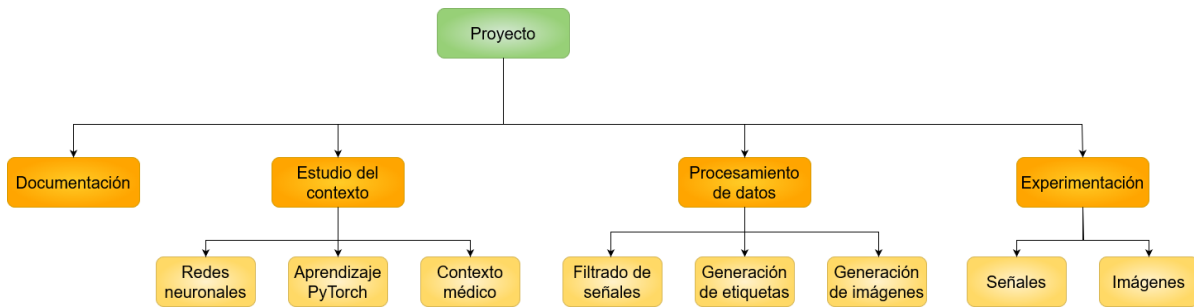 Proyecto
Documentación
Estudio del
contexto
Procesamiento
de datos
Experimentación
Redes
neuronales
Aprendizaje
PyTorch
Contexto
médico
Filtrado de
señales
Generación
de etiquetas
Generación
de imágenes
Señales
Imágenes